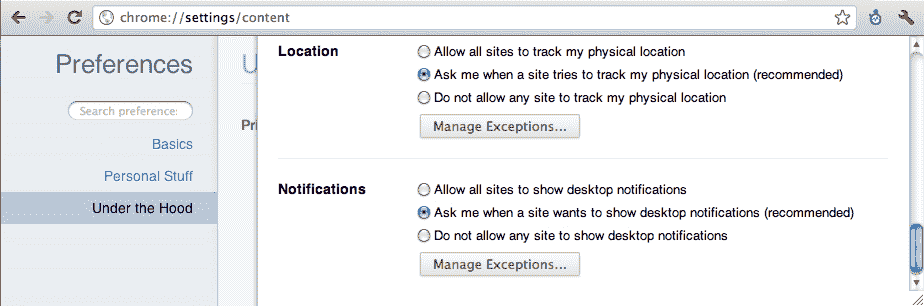 chrome://settings/content
Preferences
Search preference:
Basics
Personal Stuff
Under the Hood
U
Pri
Location
Allow all sites to track my physical location
Ask me when a site tries to track my physical location (recommended)
Do not allow any site to track my physical location
Manage Exceptions...
Notifications
Allow all sites to show desktop notifications
Ask me when a site wants to show desktop notifications (recommended)
Do not allow any site to show desktop notifications
Manage Exceptions...